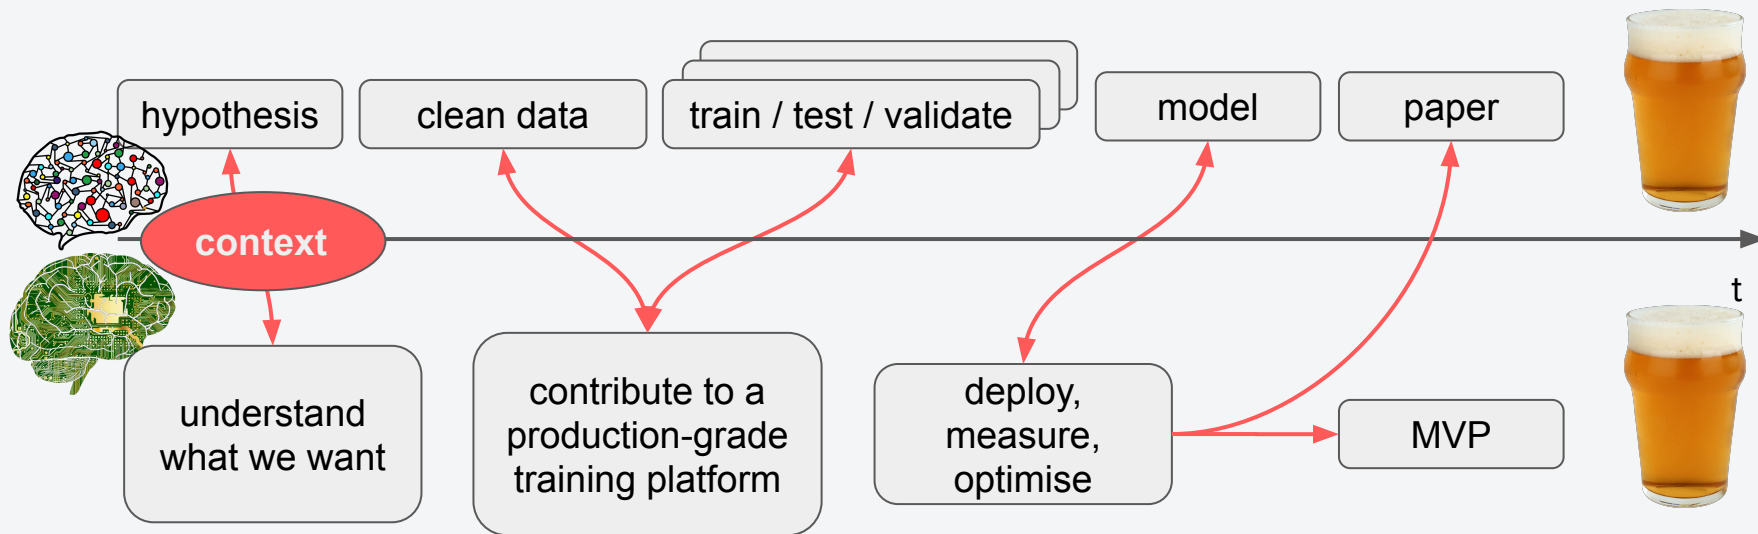 hypothesis
clean data
train / test / validate
model
paper
context
t
understand
what we want
contribute to a
production-grade
training platform
deploy,
measure,
optimise
MVP